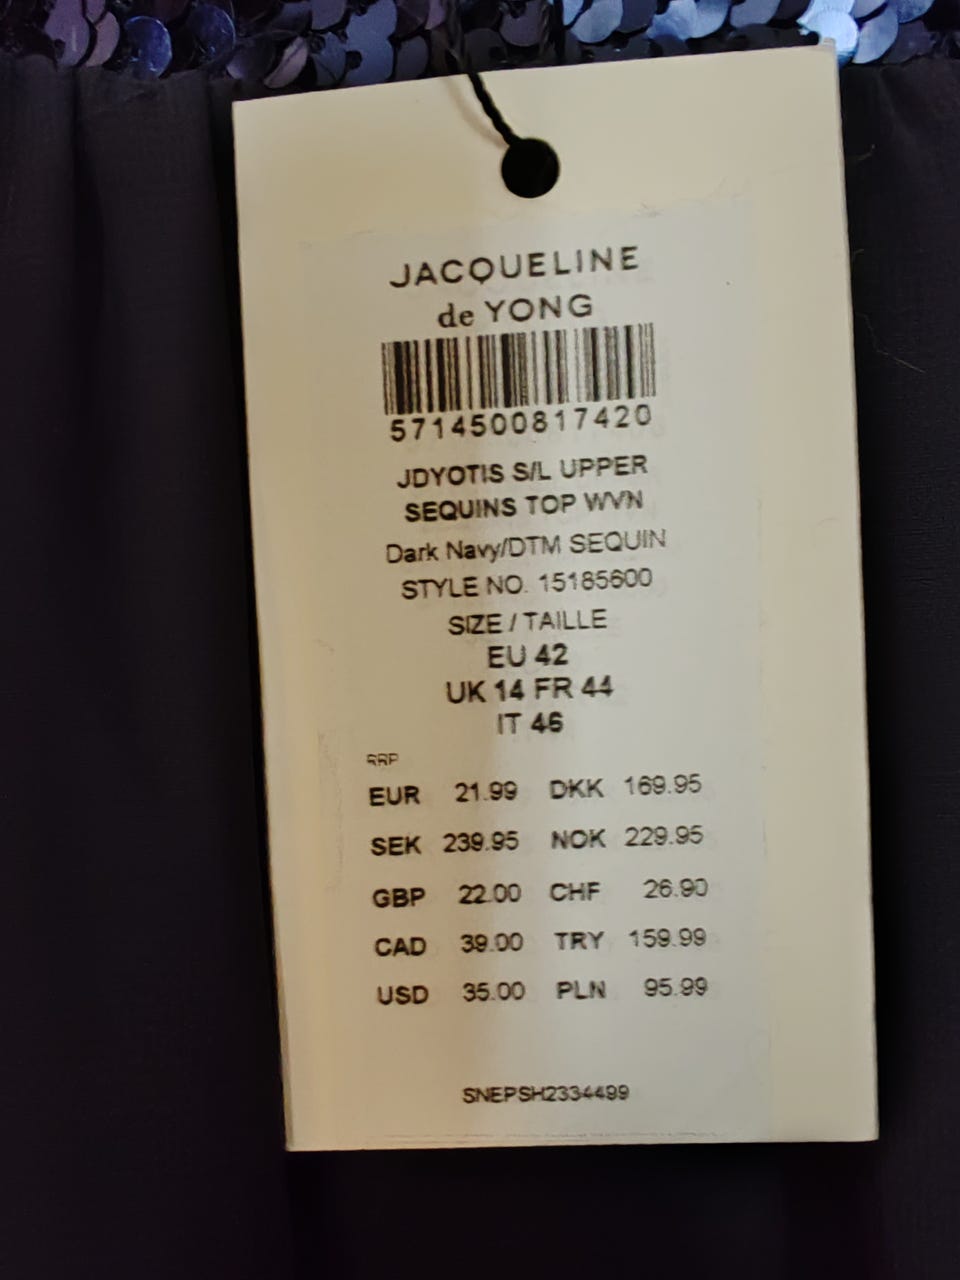 JACQUELINE
de YONG
5714500817420
JDYOTIS S/L UPPER
SEQUINS TOP WVN
Dark Navy/DTM SEQUIN
STYLE NO. 15185600
SIZE / TAILLE
EU 42
UK 14 FR 44
IT 46
RRP
EUR 21.99 DKK 169.95
SEK 239.95 NOK 229.95
GBP 22.00 CHF 26.90
CAD 39.00 TRY 159.99
USD 35.00 PLN 95.99
SNEPSH2334499